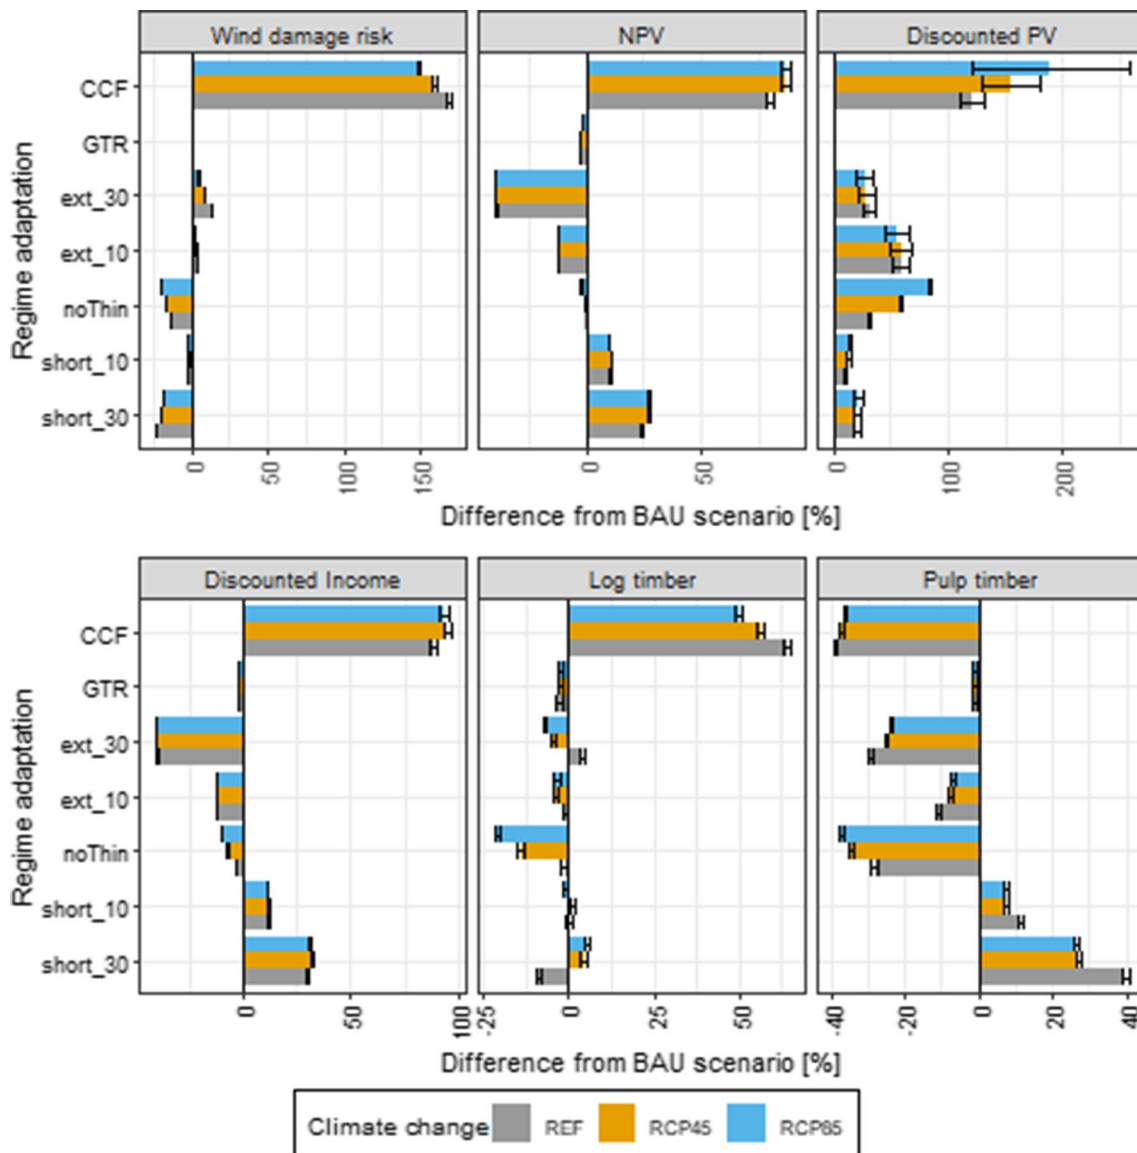 Wind damage risk
NPV
Discounted PV
Regime adaptation
CCF
GTR
ext_30
ext_10
noThin
short_10
short_30
0 50 100 150
0 50
0 100 200
Difference from BAU scenario [%]
Discounted Income
Log timber
Pulp timber
Regime adaptation
CCF
GTR
ext_30
ext_10
noThin
short_10
short_30
0 50 100
-25 0 25 50
-40 -20 0 20 40
Difference from BAU scenario [%]
Climate change REF RCP45 RCP85